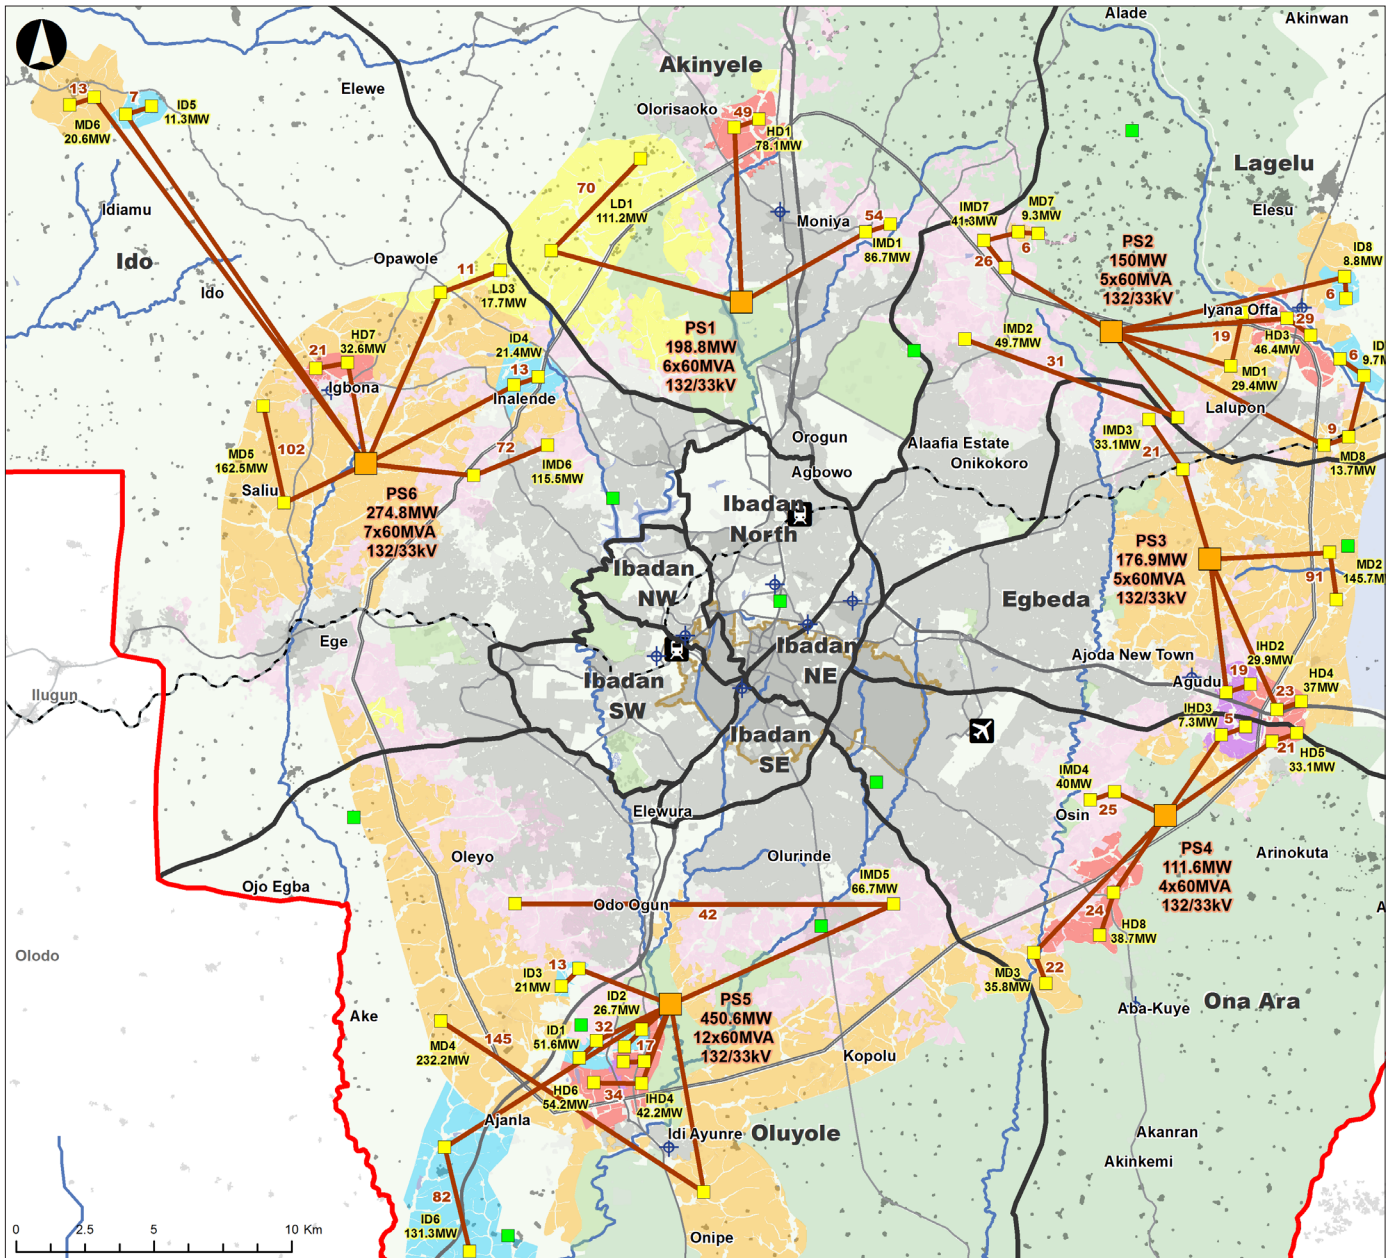 Alade
Akinwan
Akinyele
Elewe
13
7
ID5
11.3MW
MD6
20.6MW
Olorisaoko
49
HD1
78.1MW
Lagelu
Elesu
70
LD1
111.2MW
Idiamu
Moniya
54
IMD1
86.7MW
IMD7
41.3MW
MD7
9.3MW
6
26
PS2
150MW
5x60MVA
132/33kV
ID8
8.8MW
6
Ido
Ido
Opawole
11
LD3
17.7MW
Iyana Offa
29
19
HD3
46.4MW
ID
9.7M
6
PS1
198.8MW
6x60MVA
132/33kV
HD7
32.6MW
21
Igbona
ID4
21.4MW
13
Inalende
IMD2
49.7MW
31
MD1
29.4MW
Lalupon
MD5
162.5MW
102
72
IMD6
115.5MW
Orogun
Agbowo
Alaafia Estate
Onikokoro
IMD3
33.1MW
21
9
MD8
13.7MW
Saliu
PS6
274.8MW
7x60MVA
132/33kV
Ibadan
North
PS3
176.9MW
5x60MVA
132/33kV
MD2
145.7MW
91
Ibadan
NW
Egbeda
Ege
Ibadan
NE
Ajoda New Town
IHD2
29.9MW
Agudu
19
HD4
37MW
23
Ilugun
Ibadan
SW
IHD3
7.3MW
5
21
HD5
33.1MW
Ibadan
SE
IMD4
40MW
25
Osin
Elewura
PS4
111.6MW
4x60MVA
132/33kV
Arinokuta
Oleyo
Olurinde
Ojo Egba
IMD5
66.7MW
Odo Ogun
42
24
HD8
38.7MW
A
Olodo
13
ID3
21MW
MD3
35.8MW
22
Ona Ara
Aba-Kuye
ID2
26.7MW
PS5
450.6MW
12x60MVA
132/33kV
Ake
MD4
232.2MW
145
ID1
51.6MW
32
17
Kopolu
HD6
54.2MW
34
IHD4
42.2MW
Ajanla
Idi Ayunre
Oluyole
Akanran
Akinkemi
82
ID6
131.3MW
Onipe
0 2.5 5 10 Km